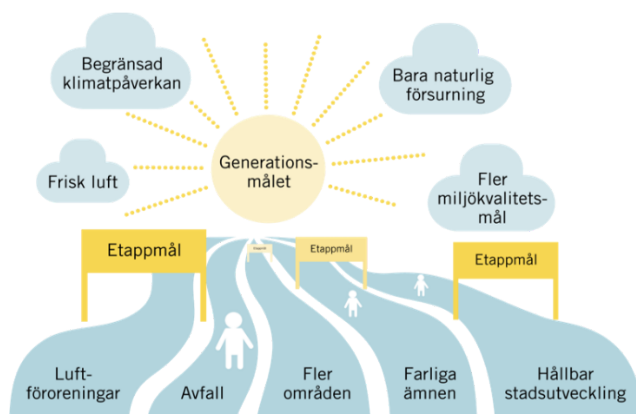 Begränsad
klimatpåverkan
Bara naturlig
försurning
Frisk luft
Generations-
målet
Fler
miljökvalitets-
mål
Etappmål
Etappmål
Etappmål
Etappmål
Luft-
föroreningar
Avfall
Fler
områden
Farliga
ämnen
Hållbar
stadsutveckling